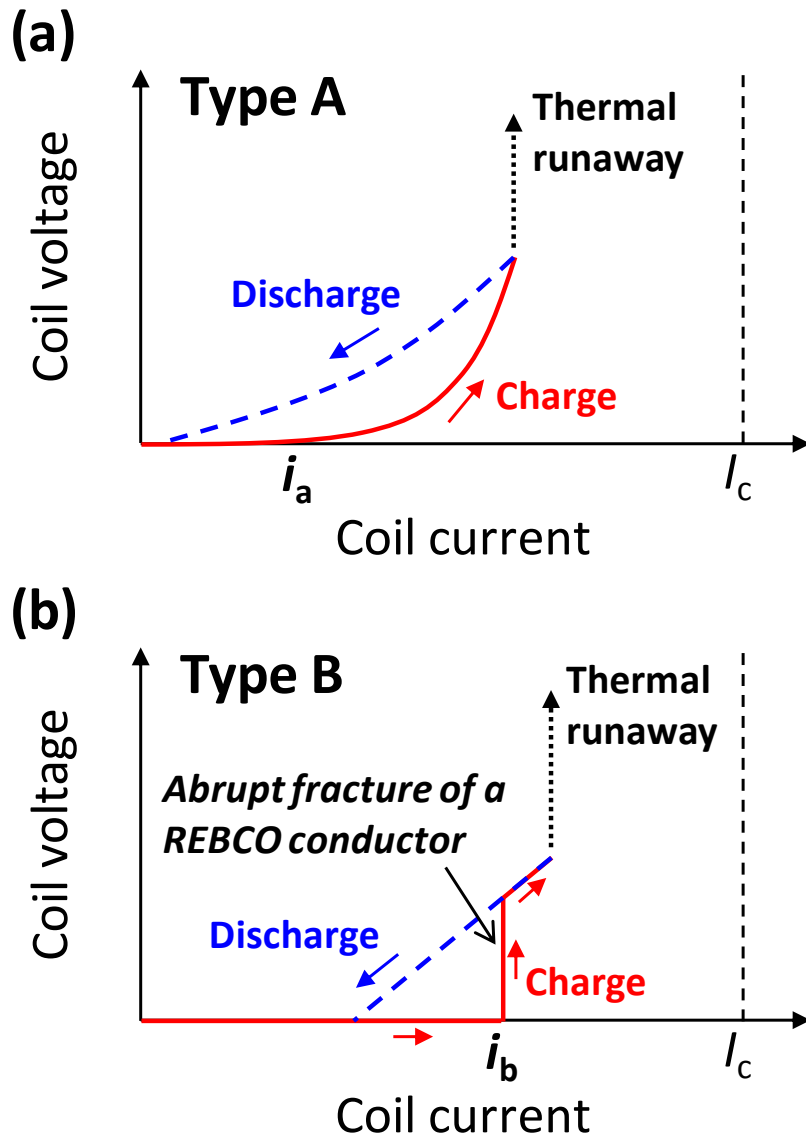 (a)
Type A
Thermal
runaway
Discharge
Charge
Coil voltage
i_a
I_c
Coil current
(b)
Type B
Thermal
runaway
Abrupt fracture of a
REBCO conductor
Discharge
Charge
Coil voltage
i_b
I_c
Coil current